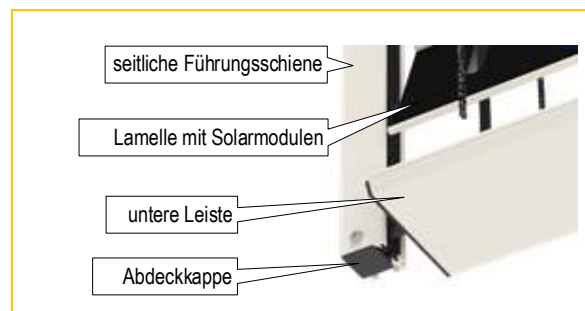 seitliche Führungsschiene
Lamelle mit Solarmodulen
untere Leiste
Abdeckkappe